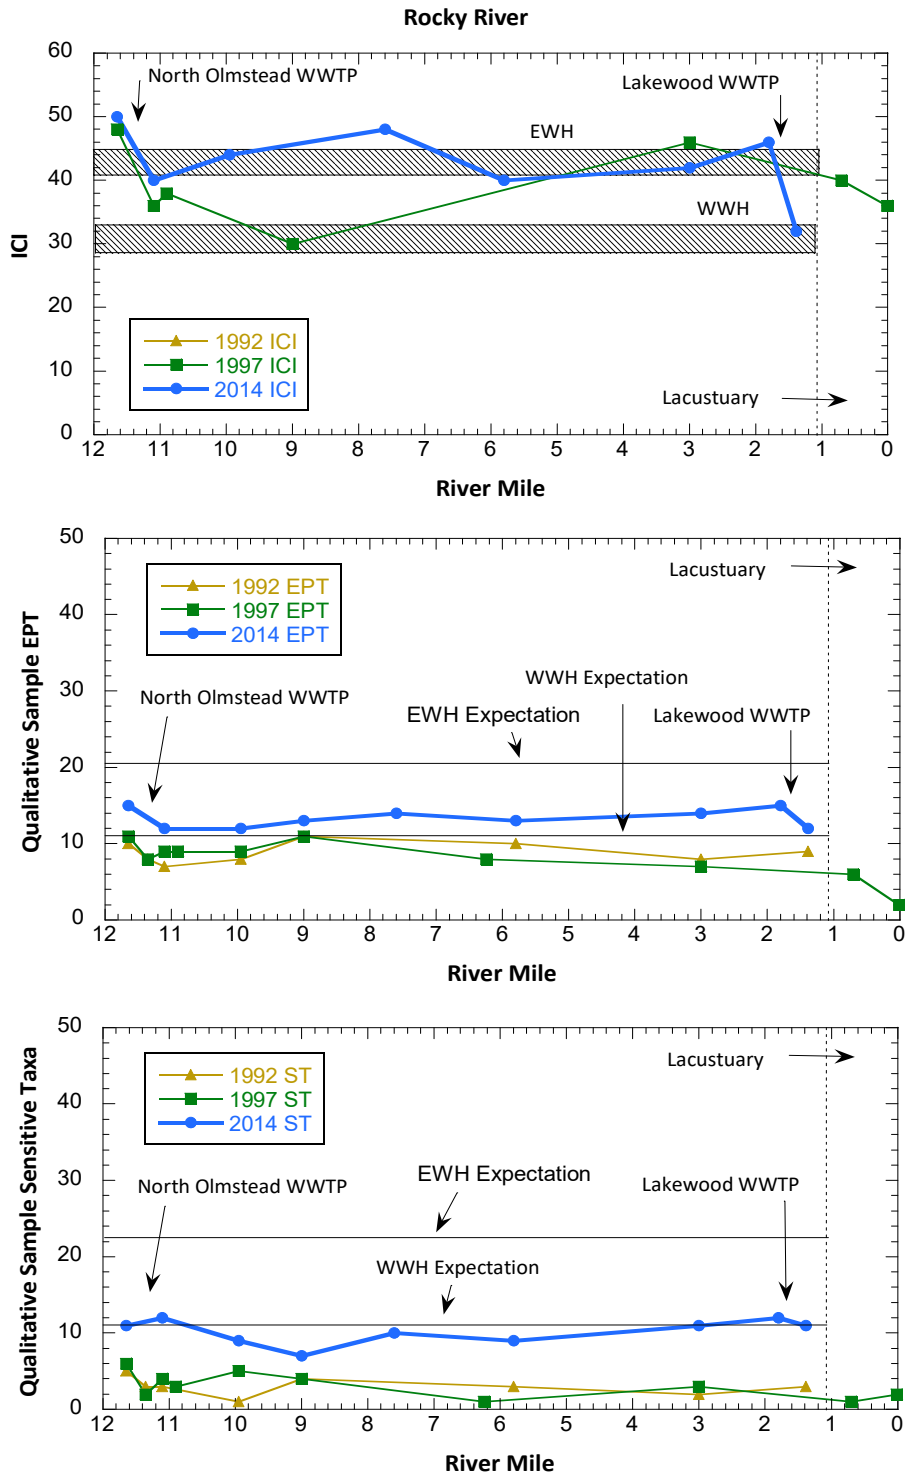 Rocky River
60
North Olmstead WWTP
Lakewood WWTP
50
EWH
40
WWH
30
ICI
20
1992 ICI
1997 ICI
10
2014 ICI
Lacustuary
0
12 11 10 9 8 7 6 5 4 3 2 1 0
River Mile
50
Lacustuary
1992 EPT
1997 EPT
40
2014 EPT
WWH Expectation
30
North Olmstead WWTP
EWH Expectation
Lakewood WWTP
Qualitative Sample EPT
20
10
0
12 11 10 9 8 7 6 5 4 3 2 1 0
River Mile
50
Lacustuary
1992 ST
1997 ST
2014 ST
40
30
EWH Expectation
North Olmstead WWTP
Lakewood WWTP
Qualitative Sample Sensitive Taxa
20
WWH Expectation
10
0
12 11 10 9 8 7 6 5 4 3 2 1 0
River Mile